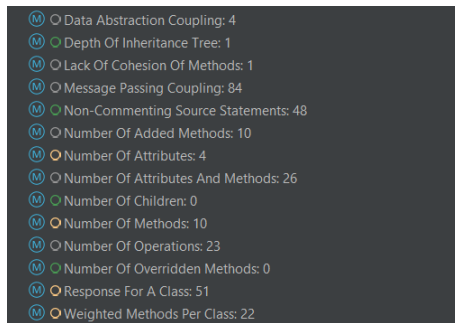 M Data Abstraction Coupling: 4
M Depth Of Inheritance Tree: 1
M Lack Of Cohesion Of Methods: 1
M Message Passing Coupling: 84
M Non-Commenting Source Statements: 48
M Number Of Added Methods: 10
M Number Of Attributes: 4
M Number Of Attributes And Methods: 26
M Number Of Children: 0
M Number Of Methods: 10
M Number Of Operations: 23
M Number Of Overridden Methods: 0
M Response For A Class: 51
M Weighted Methods Per Class: 22